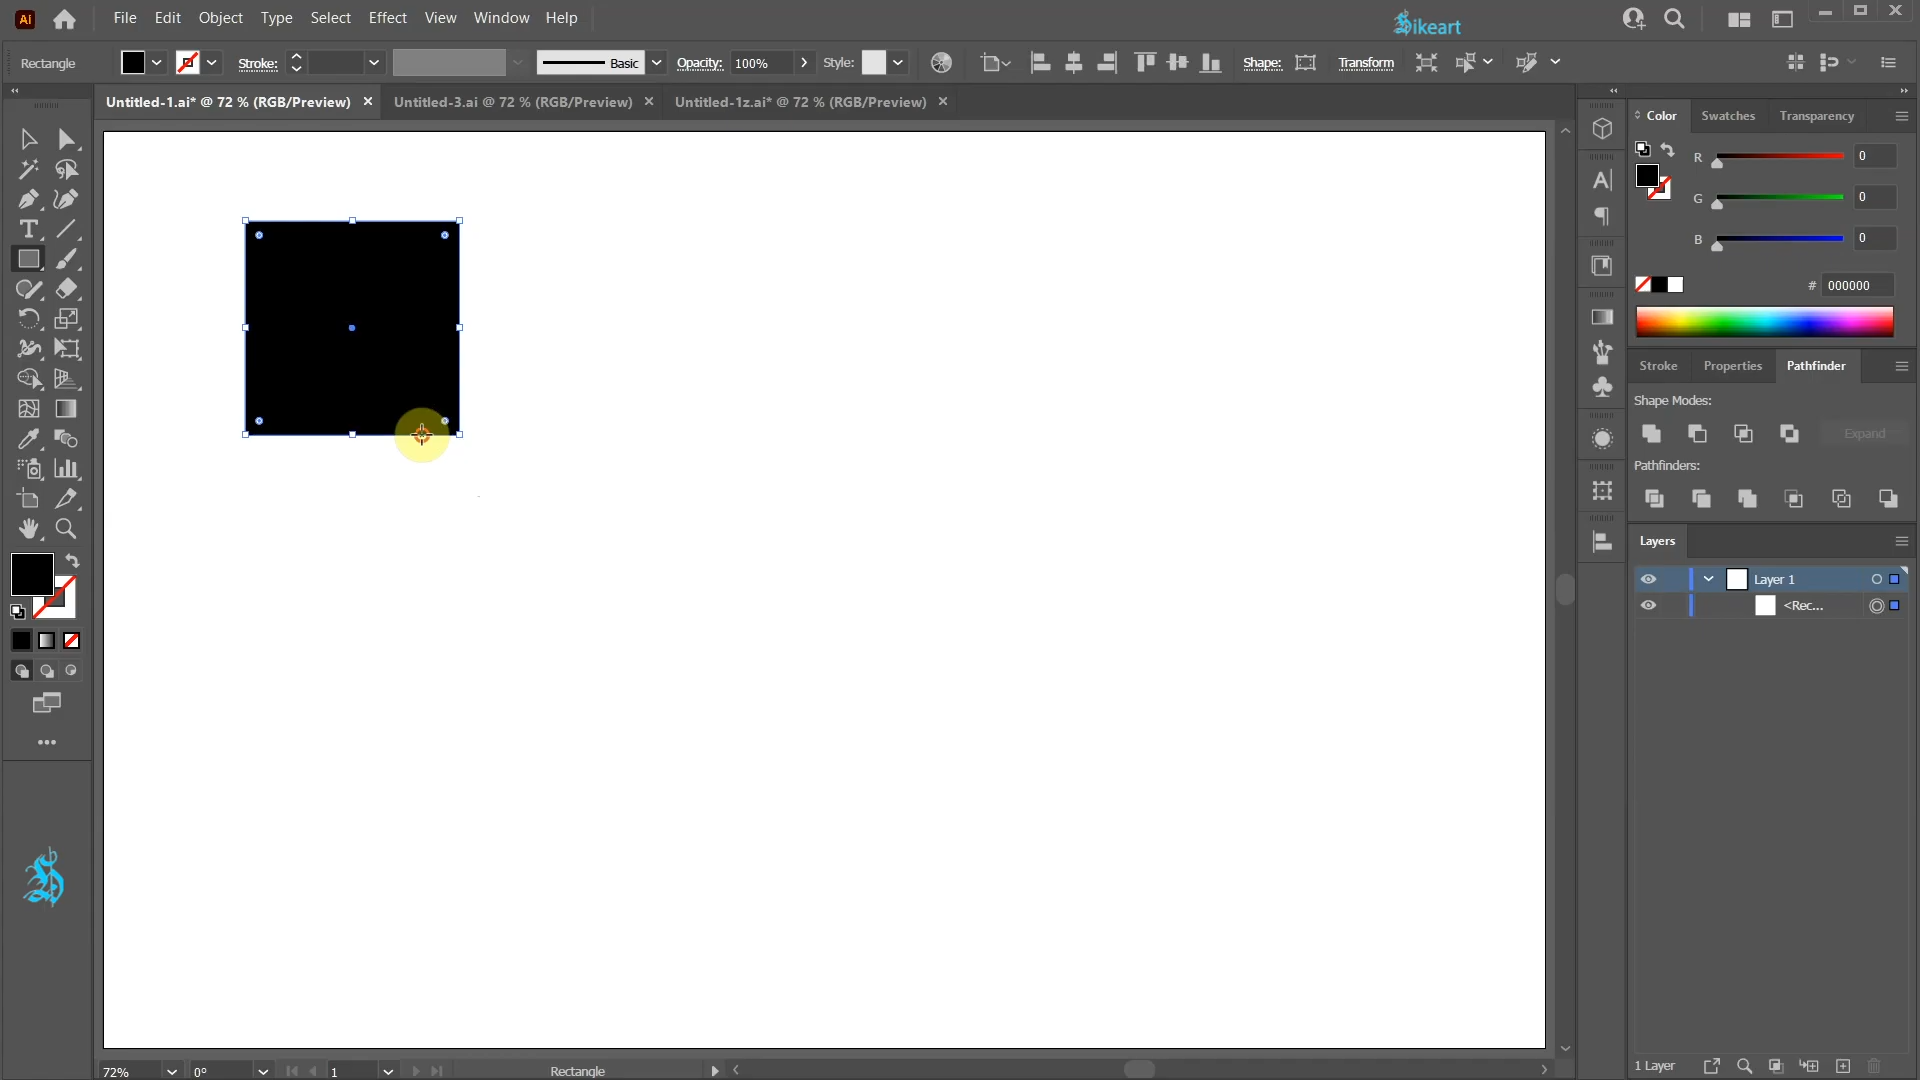 Ai File Edit Object Type Select Effect View Window Help
Sikeart
Rectangle Stroke: Basic Opacity: 100% Style: Shape: Transform
Untitled-1.ai* @ 72 % (RGB/Preview) Untitled-3.ai @ 72 % (RGB/Preview) Untitled-1z.ai* @ 72 % (RGB/Preview)
Color Swatches Transparency
R 0
G 0
B 0
# 000000
Stroke Properties Pathfinder
Shape Modes:
Expand
Pathfinders:
Layers
Layer 1
<Rec...
1 Layer
72% 0° 1 Rectangle